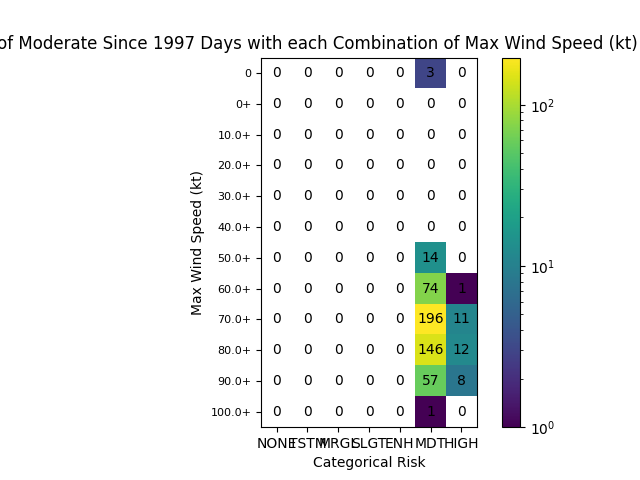 of Moderate Since 1997 Days with each Combination of Max Wind Speed (kt)
0 0 0 0 0 0 3 0
0+ 0 0 0 0 0 0 0
10.0+ 0 0 0 0 0 0 0
20.0+ 0 0 0 0 0 0 0
30.0+ 0 0 0 0 0 0 0
40.0+ 0 0 0 0 0 0 0
50.0+ 0 0 0 0 0 14 0
60.0+ 0 0 0 0 0 74 1
70.0+ 0 0 0 0 0 196 11
80.0+ 0 0 0 0 0 146 12
90.0+ 0 0 0 0 0 57 8
100.0+ 0 0 0 0 0 1 0
NONE TSTM MRGL SLGT ENH MDT HIGH
Categorical Risk
Max Wind Speed (kt)
10²
10¹
10⁰